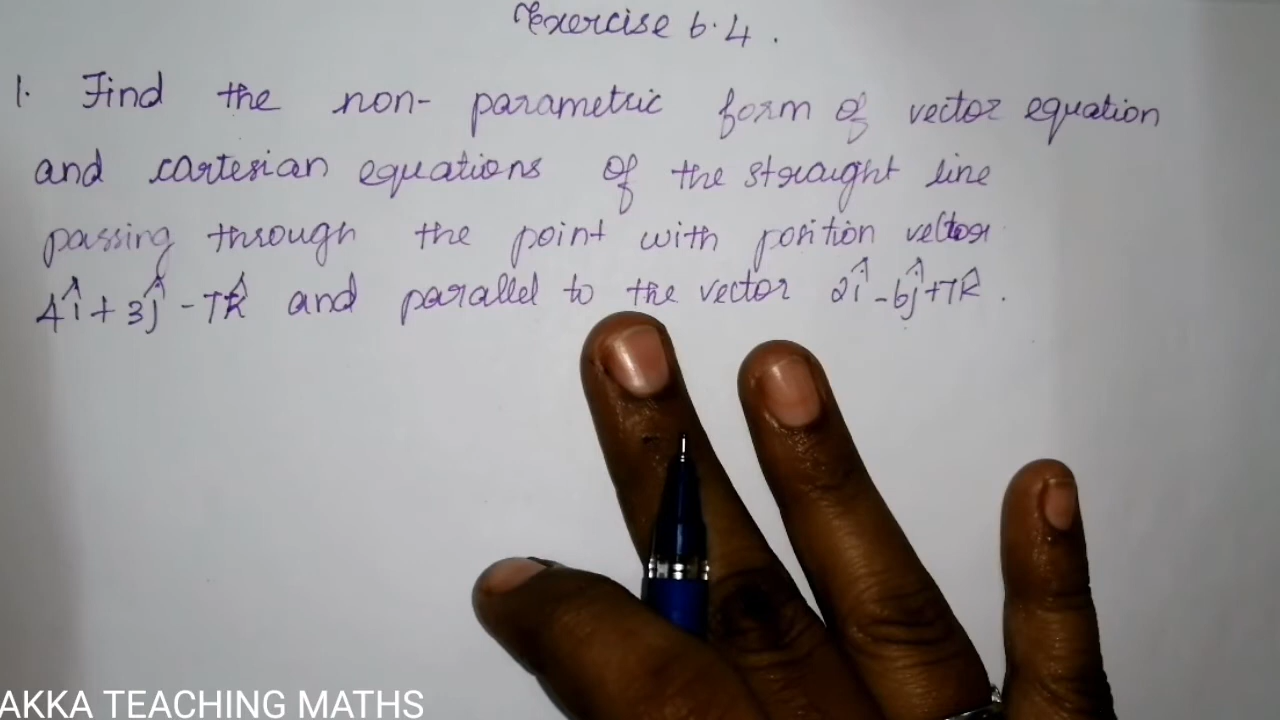 Exercise 6.4.
1. Find the non-parametric form of vector equation
and cartesian equations of the straight line
passing through the point with position vector
4î + 3ĵ - 7k̂ and parallel to the vector 2î - 6ĵ + 7k̂.
AKKA TEACHING MATHS